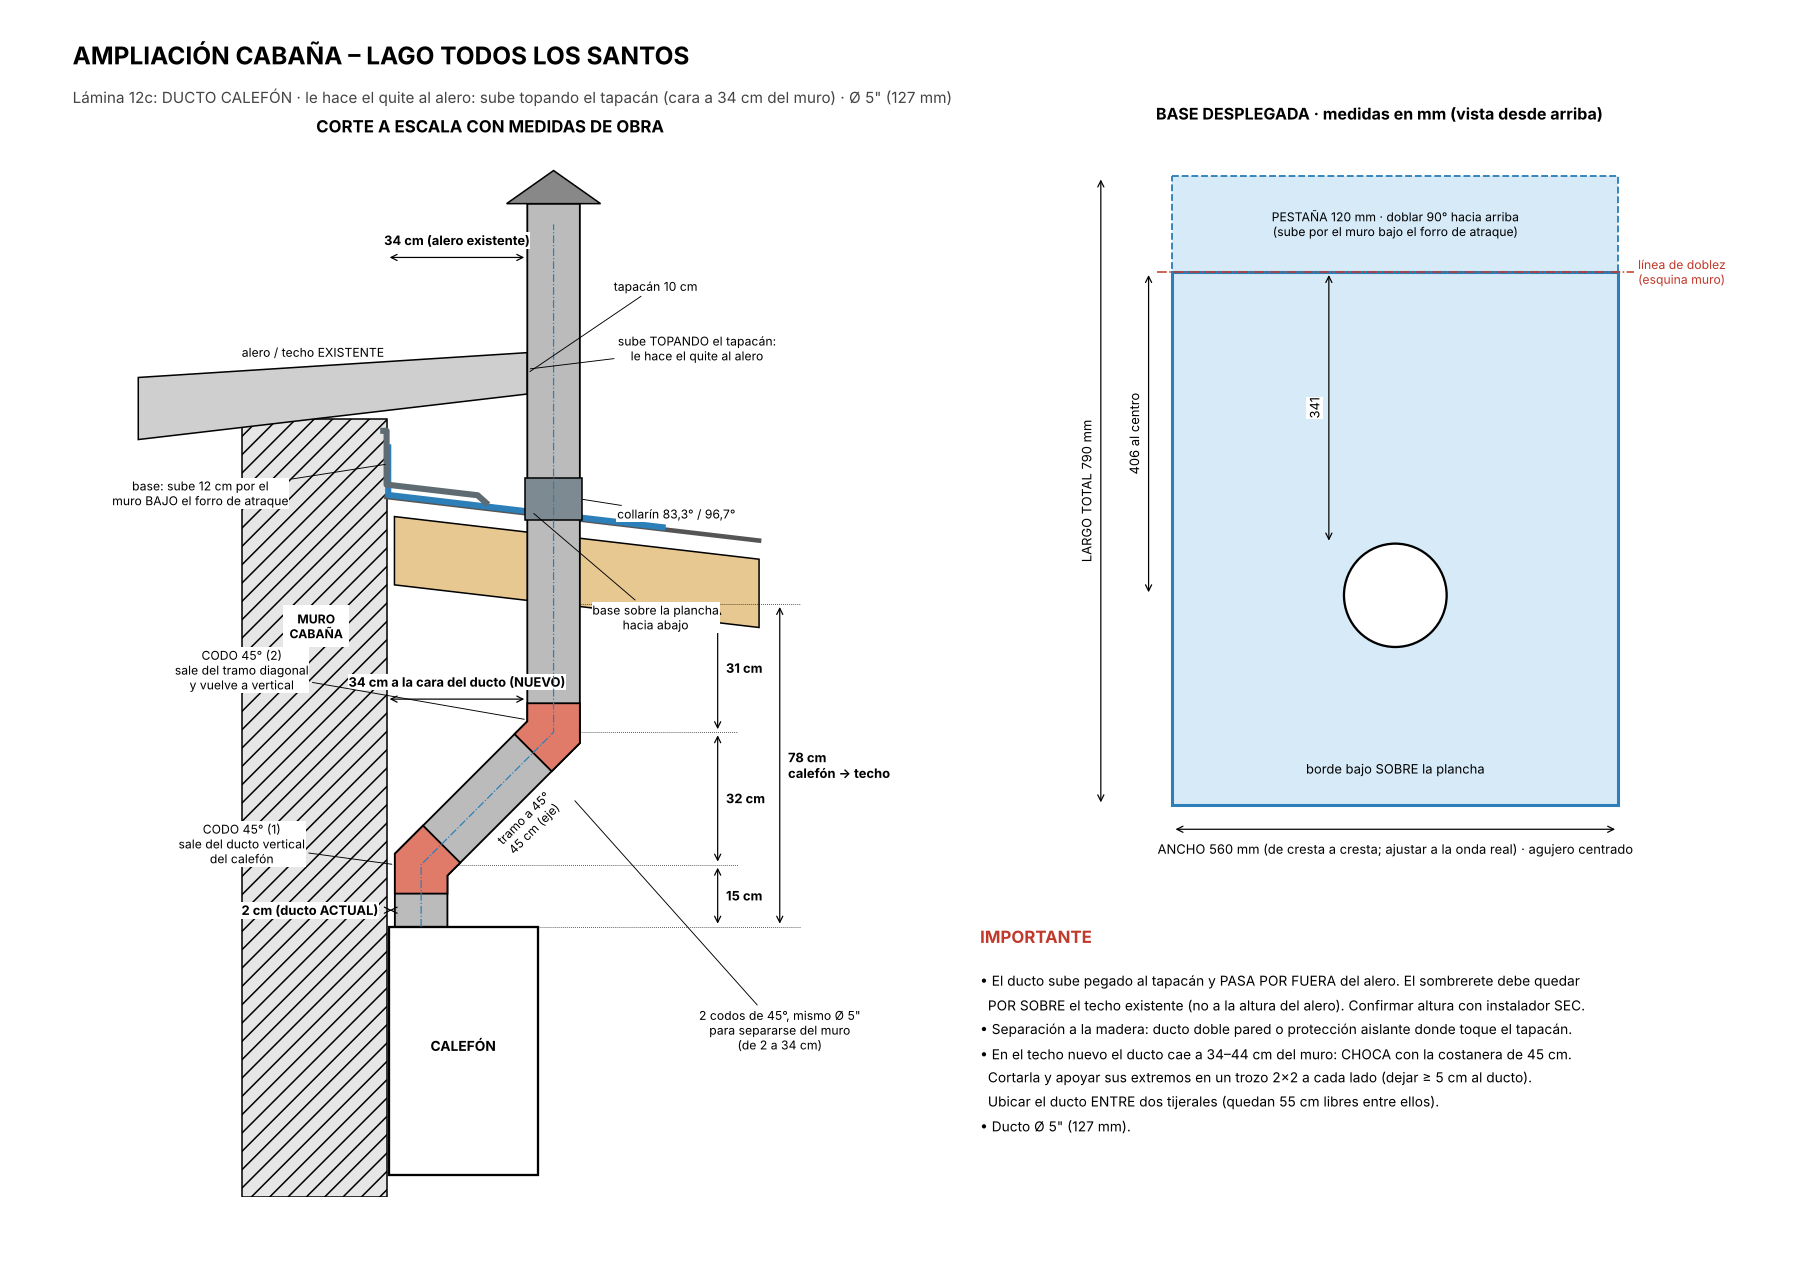 AMPLIACIÓN CABAÑA – LAGO TODOS LOS SANTOS
Lámina 12c: DUCTO CALEFÓN · le hace el quite al alero: sube topando el tapacán (cara a 34 cm del muro) · Ø 5" (127 mm)
CORTE A ESCALA CON MEDIDAS DE OBRA
34 cm (alero existente)
tapacán 10 cm
sube TOPANDO el tapacán:
le hace el quite al alero
alero / techo EXISTENTE
base: sube 12 cm por el
muro BAJO el forro de atraque
collarín 83,3° / 96,7°
base sobre la plancha,
hacia abajo
MURO
CABAÑA
CODO 45° (2)
sale del tramo diagonal
y vuelve a vertical
34 cm a la cara del ducto (NUEVO)
31 cm
78 cm
calefón → techo
32 cm
tramo a 45°
45 cm (eje)
CODO 45° (1)
sale del ducto vertical
del calefón
15 cm
2 cm (ducto ACTUAL)
2 codos de 45°, mismo Ø 5"
para separarse del muro
(de 2 a 34 cm)
CALEFÓN
BASE DESPLEGADA · medidas en mm (vista desde arriba)
PESTAÑA 120 mm · doblar 90° hacia arriba
(sube por el muro bajo el forro de atraque)
línea de doblez
(esquina muro)
LARGO TOTAL 790 mm
406 al centro
341
borde bajo SOBRE la plancha
ANCHO 560 mm (de cresta a cresta; ajustar a la onda real) · agujero centrado
IMPORTANTE
• El ducto sube pegado al tapacán y PASA POR FUERA del alero. El sombrerete debe quedar
POR SOBRE el techo existente (no a la altura del alero). Confirmar altura con instalador SEC.
• Separación a la madera: ducto doble pared o protección aislante donde toque el tapacán.
• En el techo nuevo el ducto cae a 34–44 cm del muro: CHOCA con la costanera de 45 cm.
Cortarla y apoyar sus extremos en un trozo 2×2 a cada lado (dejar ≥ 5 cm al ducto).
Ubicar el ducto ENTRE dos tijerales (quedan 55 cm libres entre ellos).
• Ducto Ø 5" (127 mm).